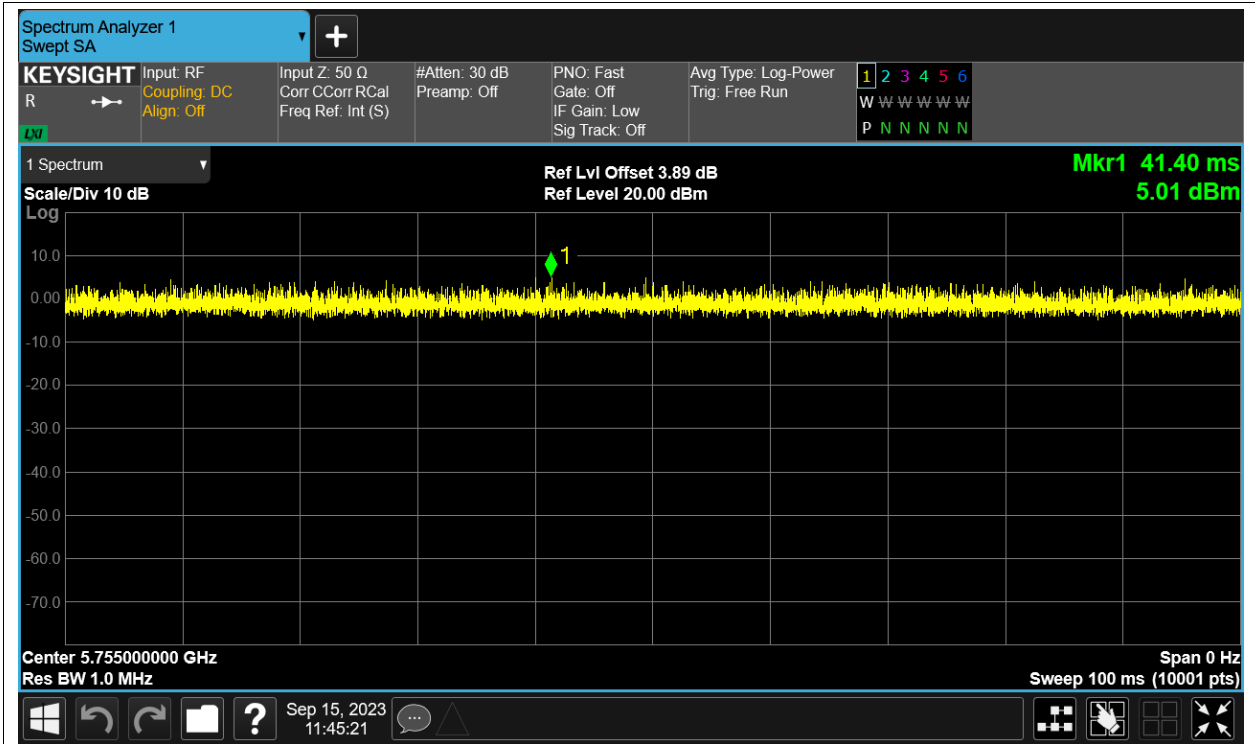 Spectrum Analyzer 1
Swept SA
KEYSIGHT
R
LXI
Input: RF
Coupling: DC
Align: Off
Input Z: 50 Ω
Corr CCorr RCal
Freq Ref: Int (S)
#Atten: 30 dB
Preamp: Off
PNO: Fast
Gate: Off
IF Gain: Low
Sig Track: Off
Avg Type: Log-Power
Trig: Free Run
1 2 3 4 5 6
W W W W W W
P N N N N N
1 Spectrum
Scale/Div 10 dB
Ref Lvl Offset 3.89 dB
Ref Level 20.00 dBm
Mkr1 41.40 ms
5.01 dBm
Log
10.0
1
0.00
-10.0
-20.0
-30.0
-40.0
-50.0
-60.0
-70.0
Center 5.755000000 GHz
Res BW 1.0 MHz
Span 0 Hz
Sweep 100 ms (10001 pts)
?
Sep 15, 2023
11:45:21